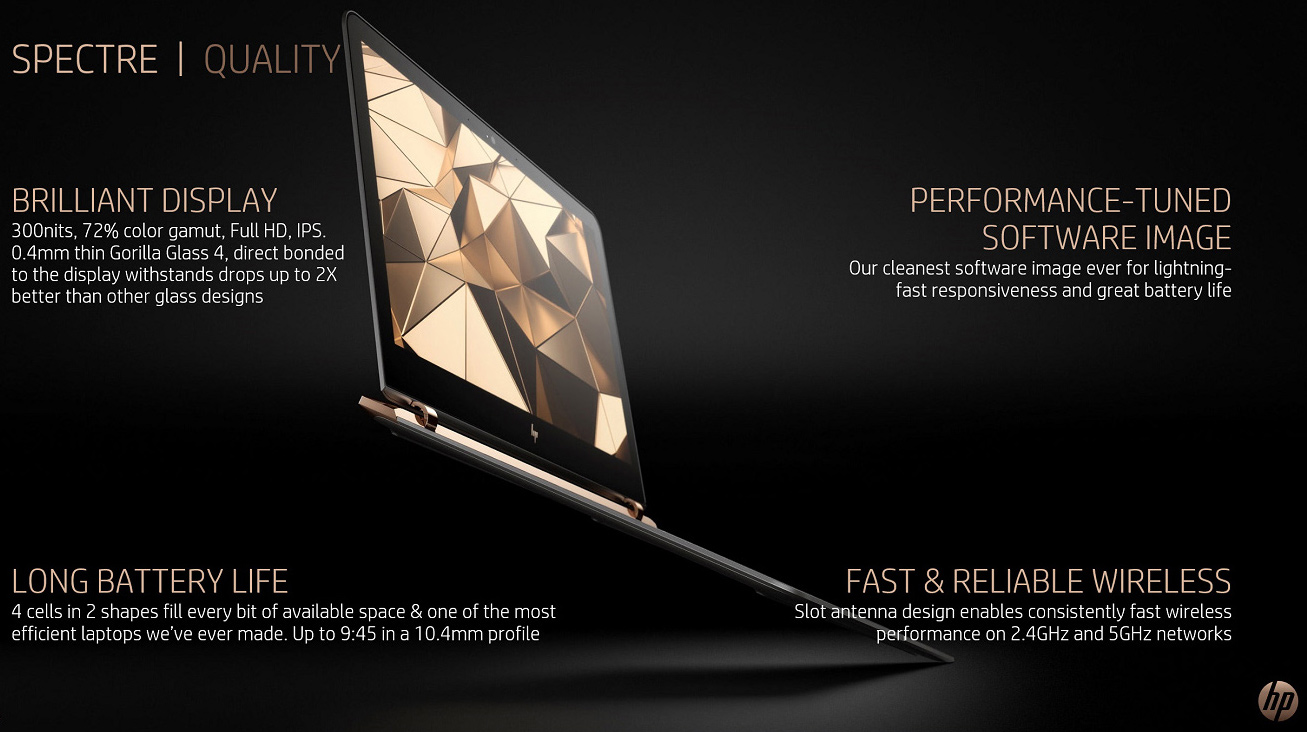 SPECTRE | QUALITY
BRILLIANT DISPLAY
300nits, 72% color gamut, Full HD, IPS.
0.4mm thin Gorilla Glass 4, direct bonded
to the display withstands drops up to 2X
better than other glass designs
PERFORMANCE-TUNED
SOFTWARE IMAGE
Our cleanest software image ever for lightning-
fast responsiveness and great battery life
LONG BATTERY LIFE
4 cells in 2 shapes fill every bit of available space & one of the most
efficient laptops we've ever made. Up to 9:45 in a 10.4mm profile
FAST & RELIABLE WIRELESS
Slot antenna design enables consistently fast wireless
performance on 2.4GHz and 5GHz networks
hp
hp